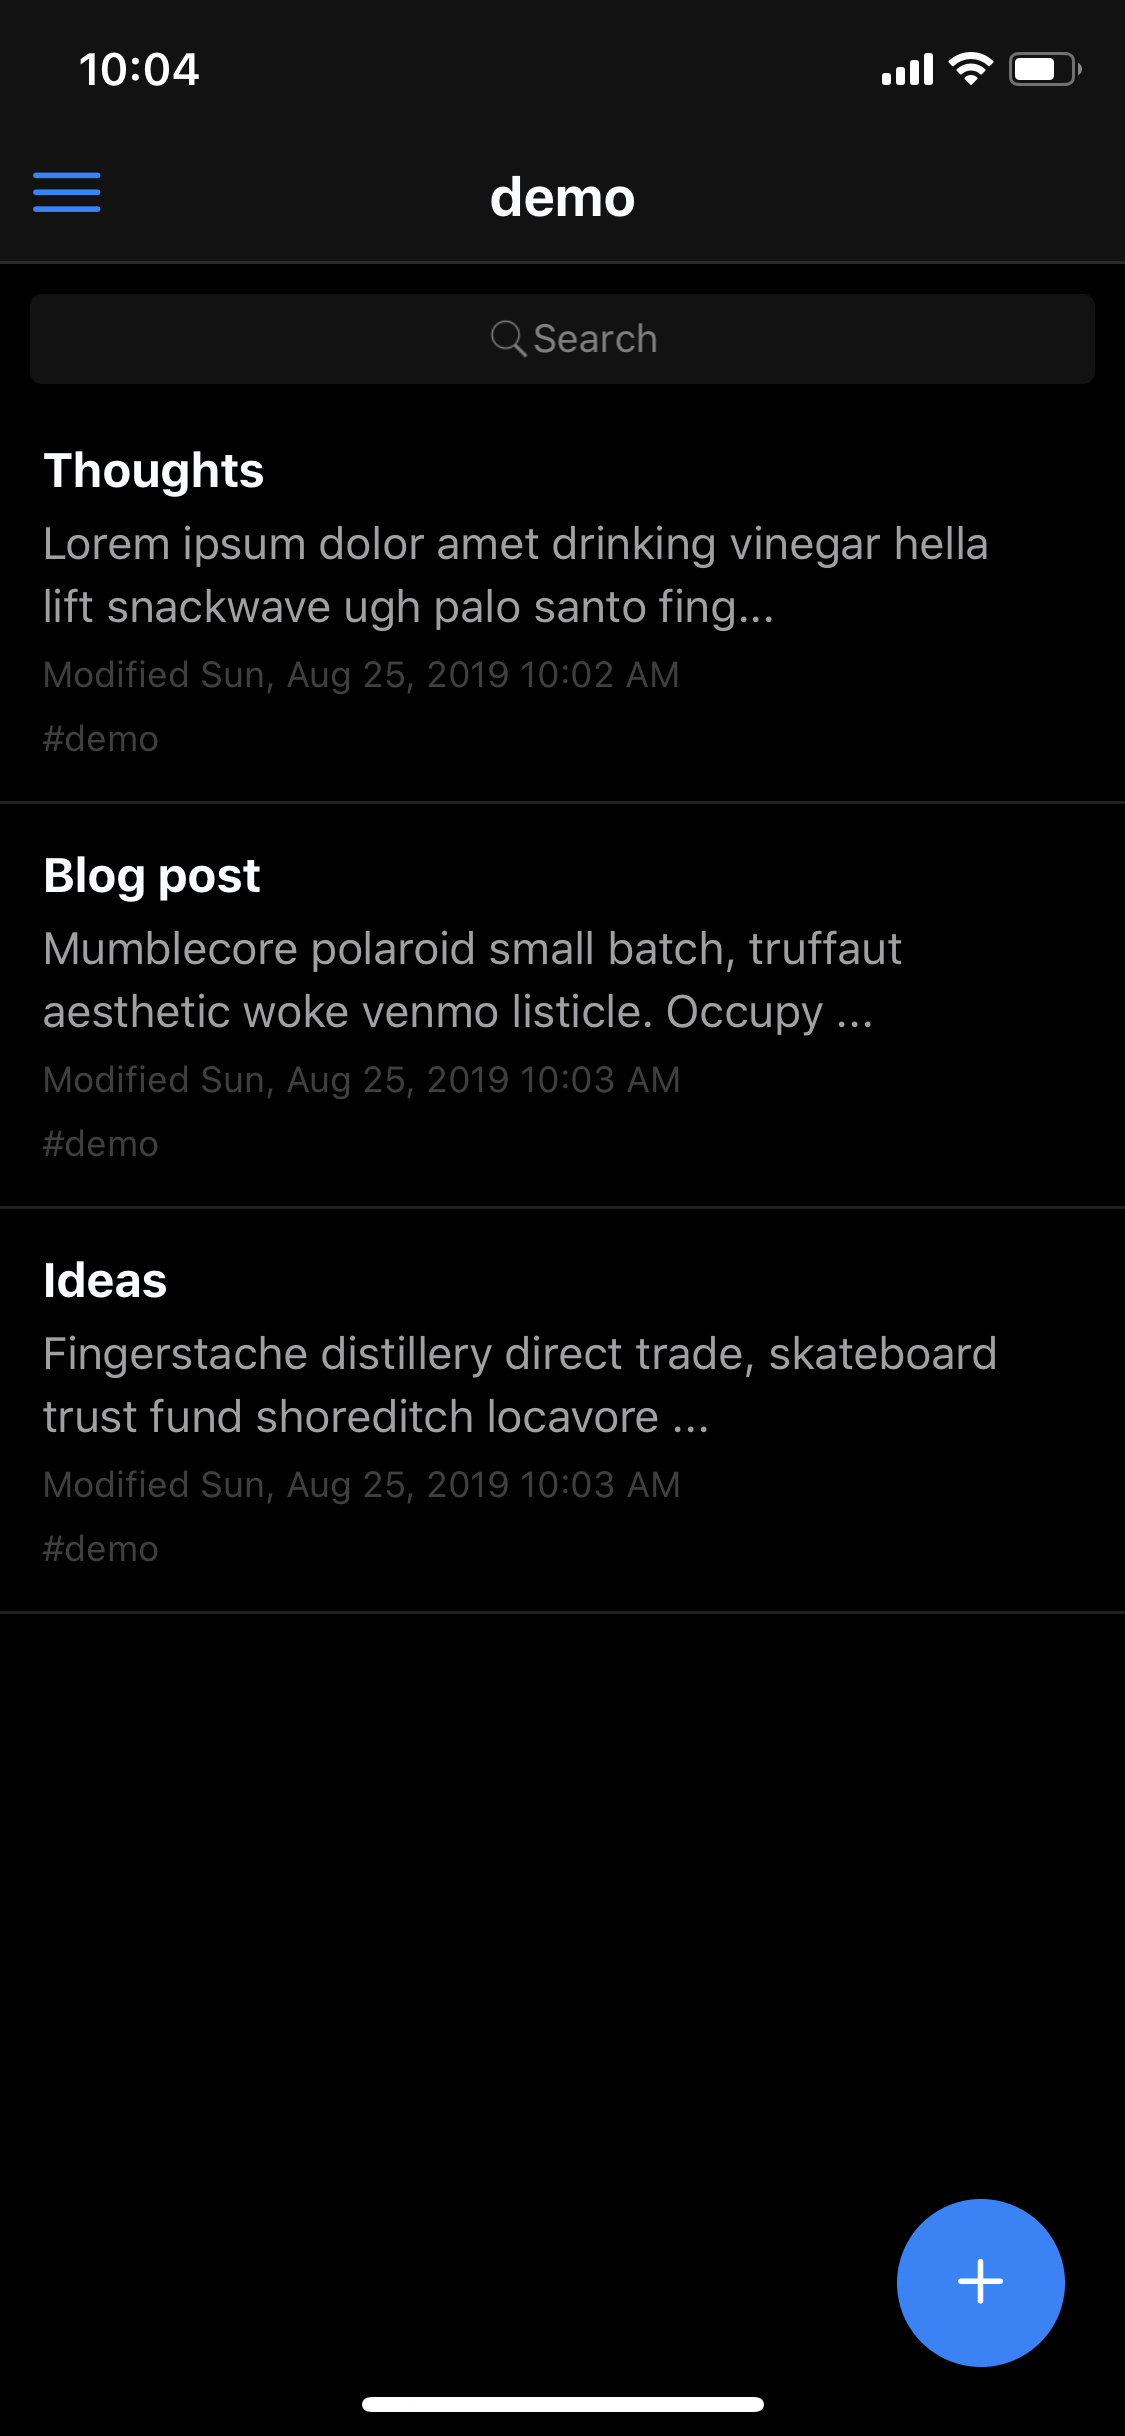 10:04
demo
Search
Thoughts
Lorem ipsum dolor amet drinking vinegar hella
lift snackwave ugh palo santo fing...
Modified Sun, Aug 25, 2019 10:02 AM
#demo
Blog post
Mumblecore polaroid small batch, truffaut
aesthetic woke venmo listicle. Occupy ...
Modified Sun, Aug 25, 2019 10:03 AM
#demo
Ideas
Fingerstache distillery direct trade, skateboard
trust fund shoreditch locavore ...
Modified Sun, Aug 25, 2019 10:03 AM
#demo